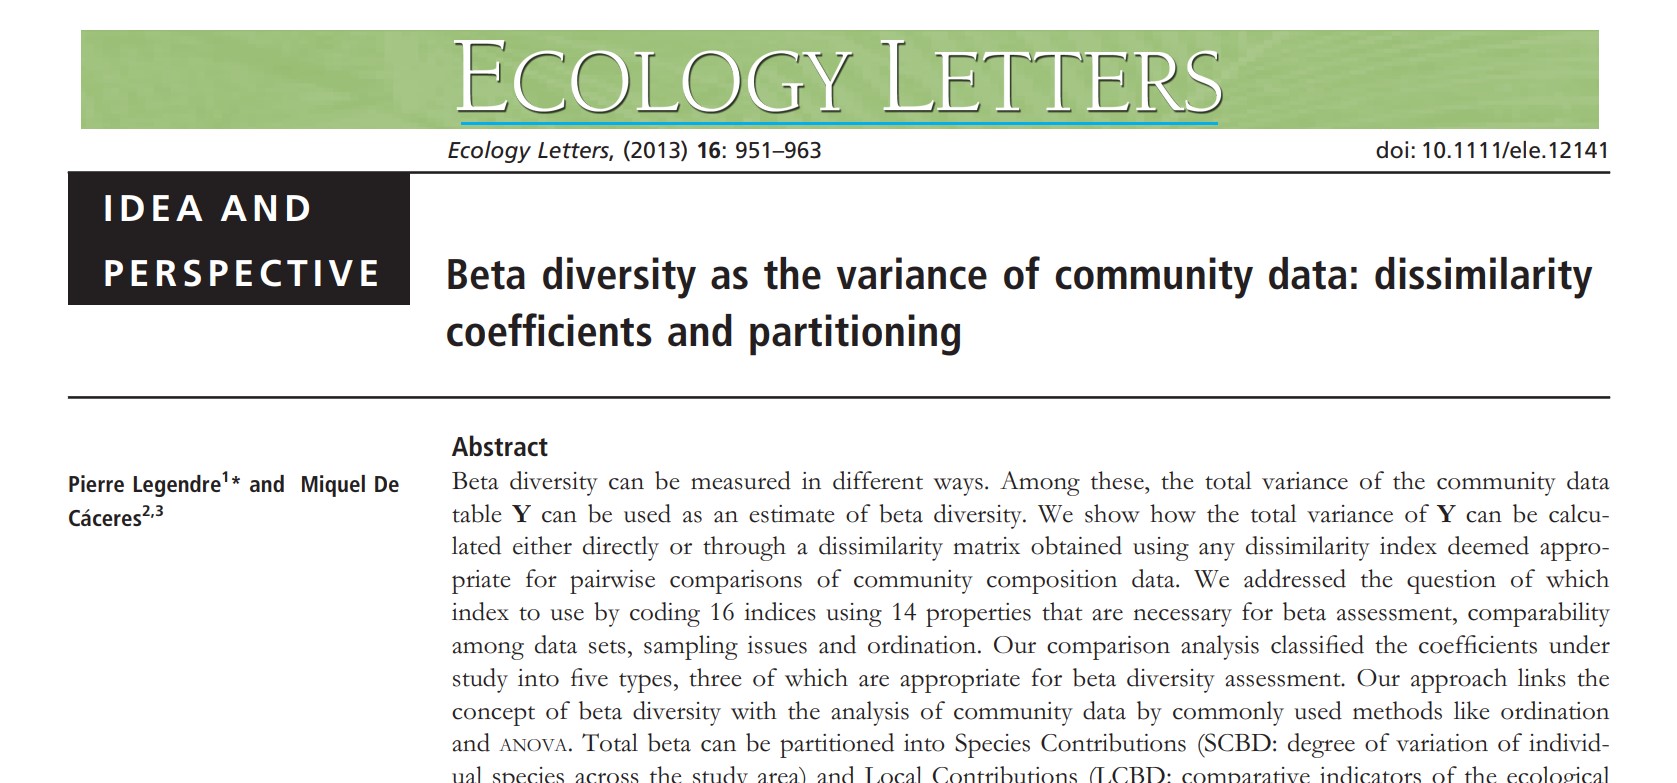 ECOLOGY LETTERS
Ecology Letters, (2013) 16: 951–963
doi: 10.1111/ele.12141
IDEA AND
PERSPECTIVE
Beta diversity as the variance of community data: dissimilarity
coefficients and partitioning
Pierre Legendre1* and Miquel De
Cáceres2,3
Abstract
Beta diversity can be measured in different ways. Among these, the total variance of the community data
table Y can be used as an estimate of beta diversity. We show how the total variance of Y can be calcu-
lated either directly or through a dissimilarity matrix obtained using any dissimilarity index deemed appro-
priate for pairwise comparisons of community composition data. We addressed the question of which
index to use by coding 16 indices using 14 properties that are necessary for beta assessment, comparability
among data sets, sampling issues and ordination. Our comparison analysis classified the coefficients under
study into five types, three of which are appropriate for beta diversity assessment. Our approach links the
concept of beta diversity with the analysis of community data by commonly used methods like ordination
and ANOVA. Total beta can be partitioned into Species Contributions (SCBD: degree of variation of individ-
ual species across the study area) and Local Contributions (LCBD: comparative indicators of the ecological